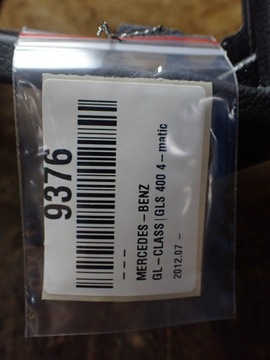 9376
– – –
MERCEDES – BENZ
GL – CLASS | GLS 400 4 – matic
2012.07 –